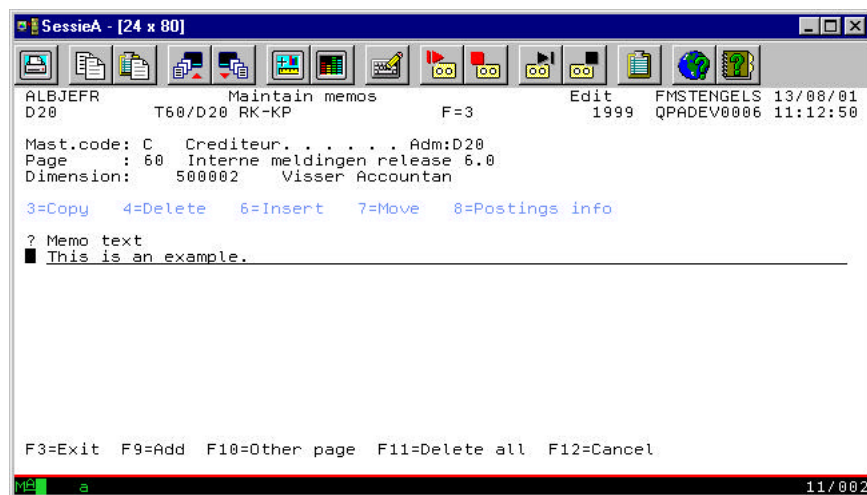 SessieA - [24 x 80]
ALBJEFR Maintain memos Edit FMSTENGELS 13/08/01
D20 T60/D20 RK-KP F=3 1999 QPADEV0006 11:12:50
Mast.code: C Crediteur. . . . . . Adm:D20
Page : 60 Interne meldingen release 6.0
Dimension: 500002 Visser Accountan
3=Copy 4=Delete 6=Insert 7=Move 8=Postings info
? Memo text
This is an example.
F3=Exit F9=Add F10=Other page F11=Delete all F12=Cancel
MA a 11/002